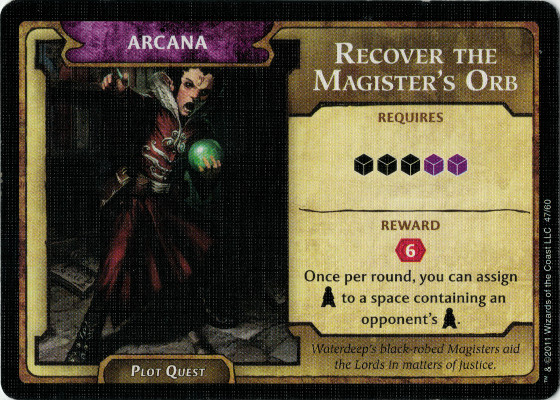 ARCANA
RECOVER THE
MAGISTER'S ORB
REQUIRES
REWARD
6
Once per round, you can assign
to a space containing an
opponent's .
Waterdeep's black-robed Magisters aid
the Lords in matters of justice.
PLOT QUEST
™ & ©2011 Wizards of the Coast LLC 47/60